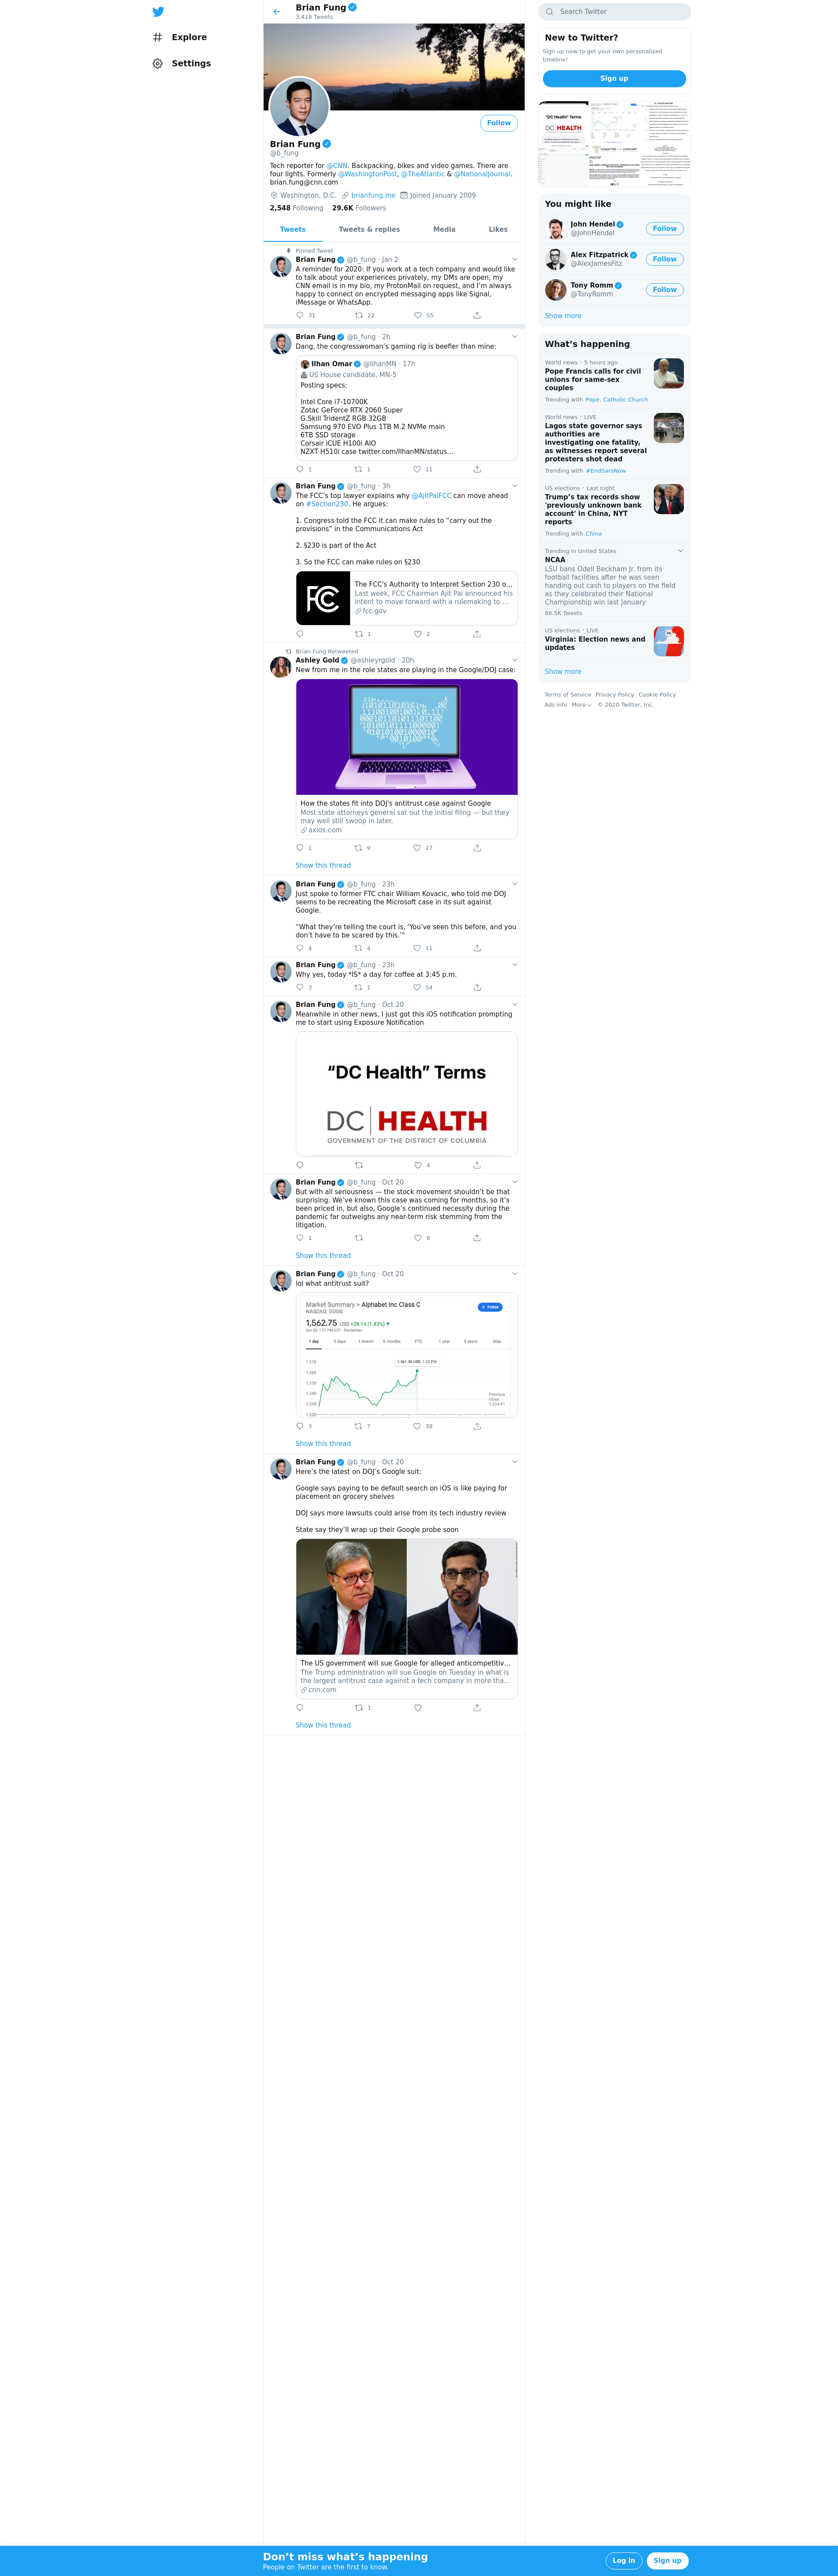 Explore
Settings
Brian Fung
3,418 Tweets
Follow
Brian Fung
@b_fung
Tech reporter for @CNN. Backpacking, bikes and video games. There are
four lights. Formerly @WashingtonPost, @TheAtlantic & @NationalJournal.
brian.fung@cnn.com
Washington, D.C. brianfung.me Joined January 2009
2,548 Following 29.6K Followers
Tweets Tweets & replies Media Likes
Pinned Tweet
Brian Fung @b_fung · Jan 2
A reminder for 2020: If you work at a tech company and would like
to talk about your experiences privately, my DMs are open, my
CNN email is in my bio, my ProtonMail on request, and I’m always
happy to connect on encrypted messaging apps like Signal,
iMessage or WhatsApp.
31 22 55
Brian Fung @b_fung · 2h
Dang, the congresswoman’s gaming rig is beefier than mine:
Ilhan Omar @IlhanMN · 17h
US House candidate, MN-5
Posting specs:
Intel Core i7-10700K
Zotac GeForce RTX 2060 Super
G.Skill TridentZ RGB 32GB
Samsung 970 EVO Plus 1TB M.2 NVMe main
6TB SSD storage
Corsair iCUE H100i AIO
NZXT H510i case twitter.com/IlhanMN/status…
1 1 11
Brian Fung @b_fung · 3h
The FCC’s top lawyer explains why @AjitPaiFCC can move ahead
on #Section230. He argues:
1. Congress told the FCC it can make rules to “carry out the
provisions” in the Communications Act
2. §230 is part of the Act
3. So the FCC can make rules on §230
FCC
The FCC's Authority to Interpret Section 230 o…
Last week, FCC Chairman Ajit Pai announced his
intent to move forward with a rulemaking to …
fcc.gov
1 2
Brian Fung Retweeted
Ashley Gold @ashleyrgold · 20h
New from me in the role states are playing in the Google/DOJ case:
How the states fit into DOJ's antitrust case against Google
Most state attorneys general sat out the initial filing — but they
may well still swoop in later.
axios.com
1 9 17
Show this thread
Brian Fung @b_fung · 23h
Just spoke to former FTC chair William Kovacic, who told me DOJ
seems to be recreating the Microsoft case in its suit against
Google.
“What they’re telling the court is, ‘You’ve seen this before, and you
don’t have to be scared by this.’”
4 4 11
Brian Fung @b_fung · 23h
Why yes, today *IS* a day for coffee at 3:45 p.m.
3 1 54
Brian Fung @b_fung · Oct 20
Meanwhile in other news, I just got this iOS notification prompting
me to start using Exposure Notification
“DC Health” Terms
DC HEALTH
GOVERNMENT OF THE DISTRICT OF COLUMBIA
4
Brian Fung @b_fung · Oct 20
But with all seriousness — the stock movement shouldn’t be that
surprising. We’ve known this case was coming for months, so it’s
been priced in, but also, Google’s continued necessity during the
pandemic far outweighs any near-term risk stemming from the
litigation.
1 8
Show this thread
Brian Fung @b_fung · Oct 20
lol what antitrust suit?
Market Summary > Alphabet Inc Class C
NASDAQ: GOOG
Follow
1,562.75 USD +28.14 (1.83%)
1 day 5 days 1 month 6 months YTD 1 year 5 years Max
Previous
close
3 7 38
Show this thread
Brian Fung @b_fung · Oct 20
Here’s the latest on DOJ’s Google suit:
Google says paying to be default search on iOS is like paying for
placement on grocery shelves
DOJ says more lawsuits could arise from its tech industry review
State say they’ll wrap up their Google probe soon
The US government will sue Google for alleged anticompetitiv…
The Trump administration will sue Google on Tuesday in what is
the largest antitrust case against a tech company in more tha…
cnn.com
1
Show this thread
Search Twitter
New to Twitter?
Sign up now to get your own personalized
timeline!
Sign up
“DC Health” Terms
DC HEALTH
You might like
John Hendel
@JohnHendel
Follow
Alex Fitzpatrick
@AlexJamesFitz
Follow
Tony Romm
@TonyRomm
Follow
Show more
What’s happening
World news · 5 hours ago
Pope Francis calls for civil
unions for same-sex
couples
Trending with Pope, Catholic Church
World news · LIVE
Lagos state governor says
authorities are
investigating one fatality,
as witnesses report several
protesters shot dead
Trending with #EndSarsNow
US elections · Last night
Trump’s tax records show
'previously unknown bank
account' in China, NYT
reports
Trending with China
Trending in United States
NCAA
LSU bans Odell Beckham Jr. from its
football facilities after he was seen
handing out cash to players on the field
as they celebrated their National
Championship win last January
66.5K Tweets
US elections · LIVE
Virginia: Election news and
updates
Show more
Terms of Service Privacy Policy Cookie Policy
Ads info More © 2020 Twitter, Inc.
Don’t miss what’s happening
People on Twitter are the first to know.
Log in
Sign up